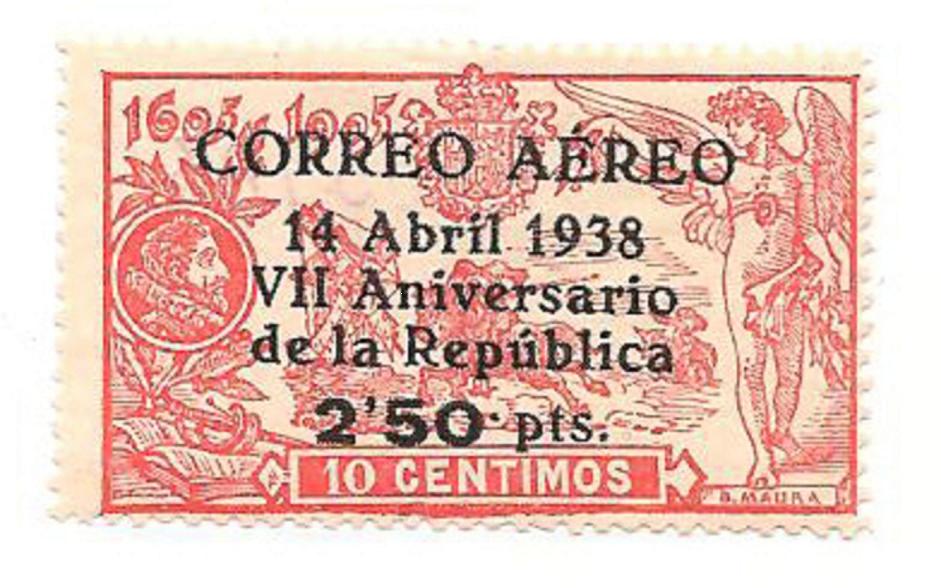 1605 1905
CORREO AÉREO
14 Abril 1938
VII Aniversario
de la República
2'50 pts.
10 CENTIMOS
B. MAURA